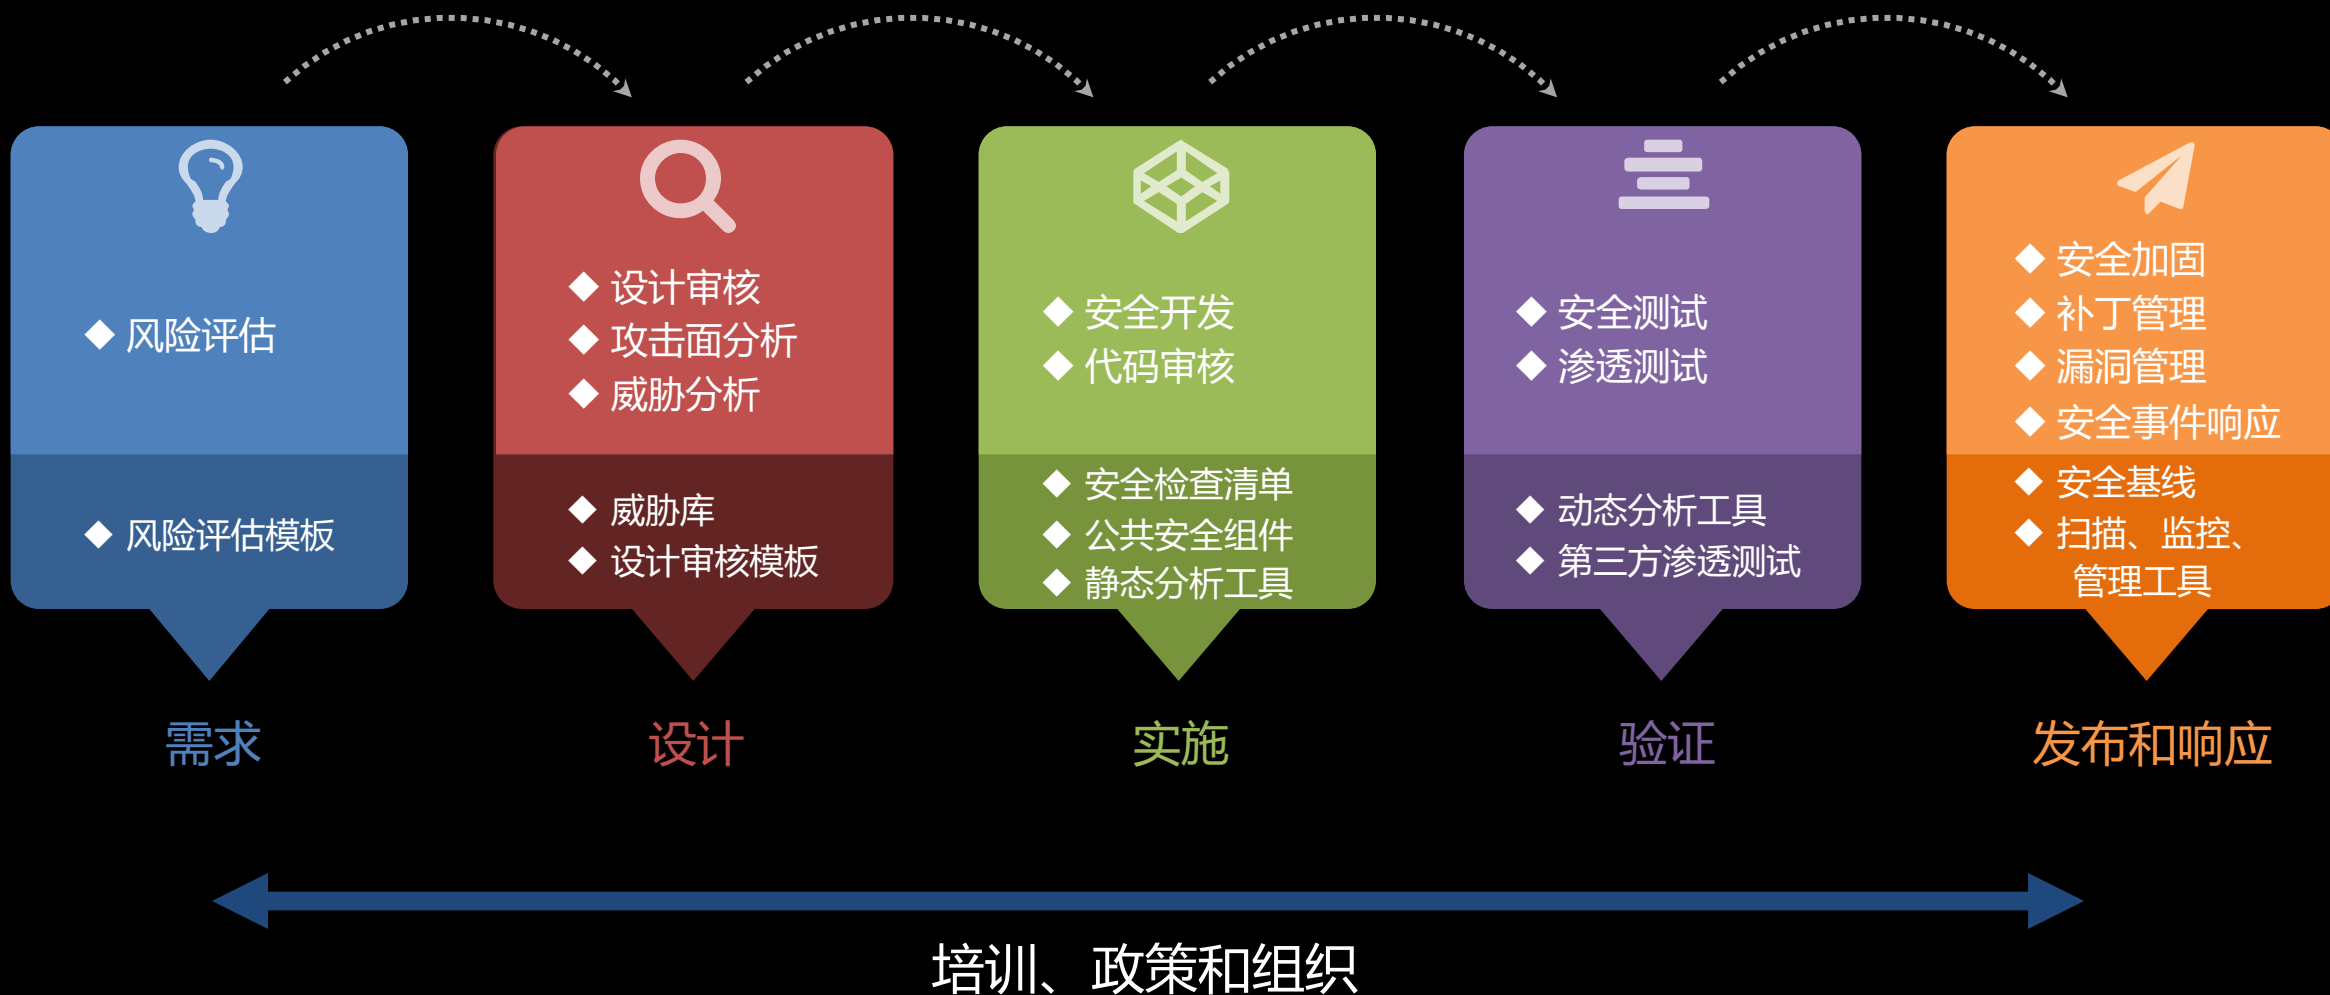 ◆ 风险评估
◆ 风险评估模板
需求
◆ 设计审核
◆ 攻击面分析
◆ 威胁分析
◆ 威胁库
◆ 设计审核模板
设计
◆ 安全开发
◆ 代码审核
◆ 安全检查清单
◆ 公共安全组件
◆ 静态分析工具
实施
◆ 安全测试
◆ 渗透测试
◆ 动态分析工具
◆ 第三方渗透测试
验证
◆ 安全加固
◆ 补丁管理
◆ 漏洞管理
◆ 安全事件响应
◆ 安全基线
◆ 扫描、监控、
管理工具
发布和响应
培训、政策和组织